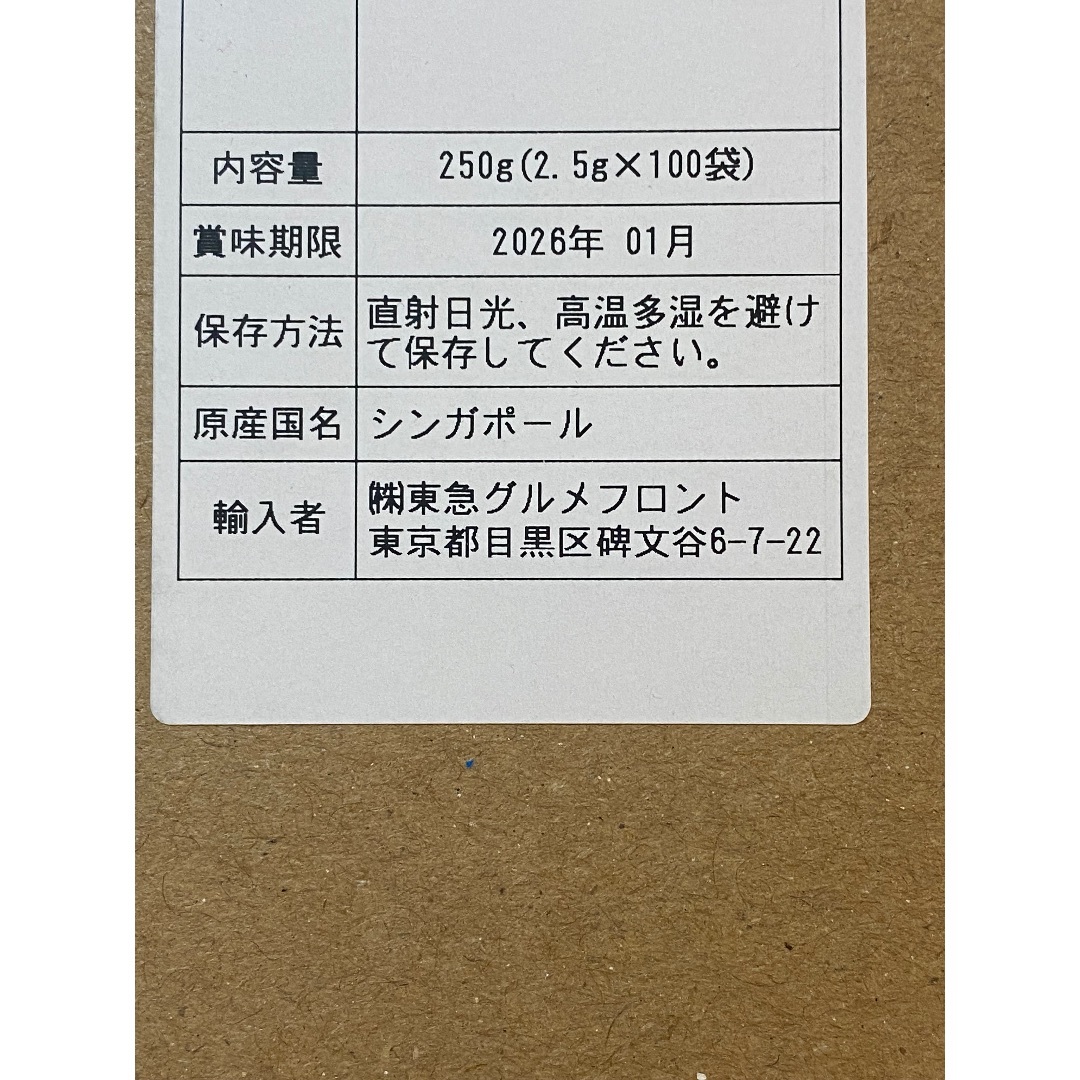 内容量 250g(2.5g×100袋)
賞味期限 2026年 01月
保存方法 直射日光、高温多湿を避け
て保存してください。
原産国名 シンガポール
輸入者 ㈱東急グルメフロント
東京都目黒区碑文谷6-7-22